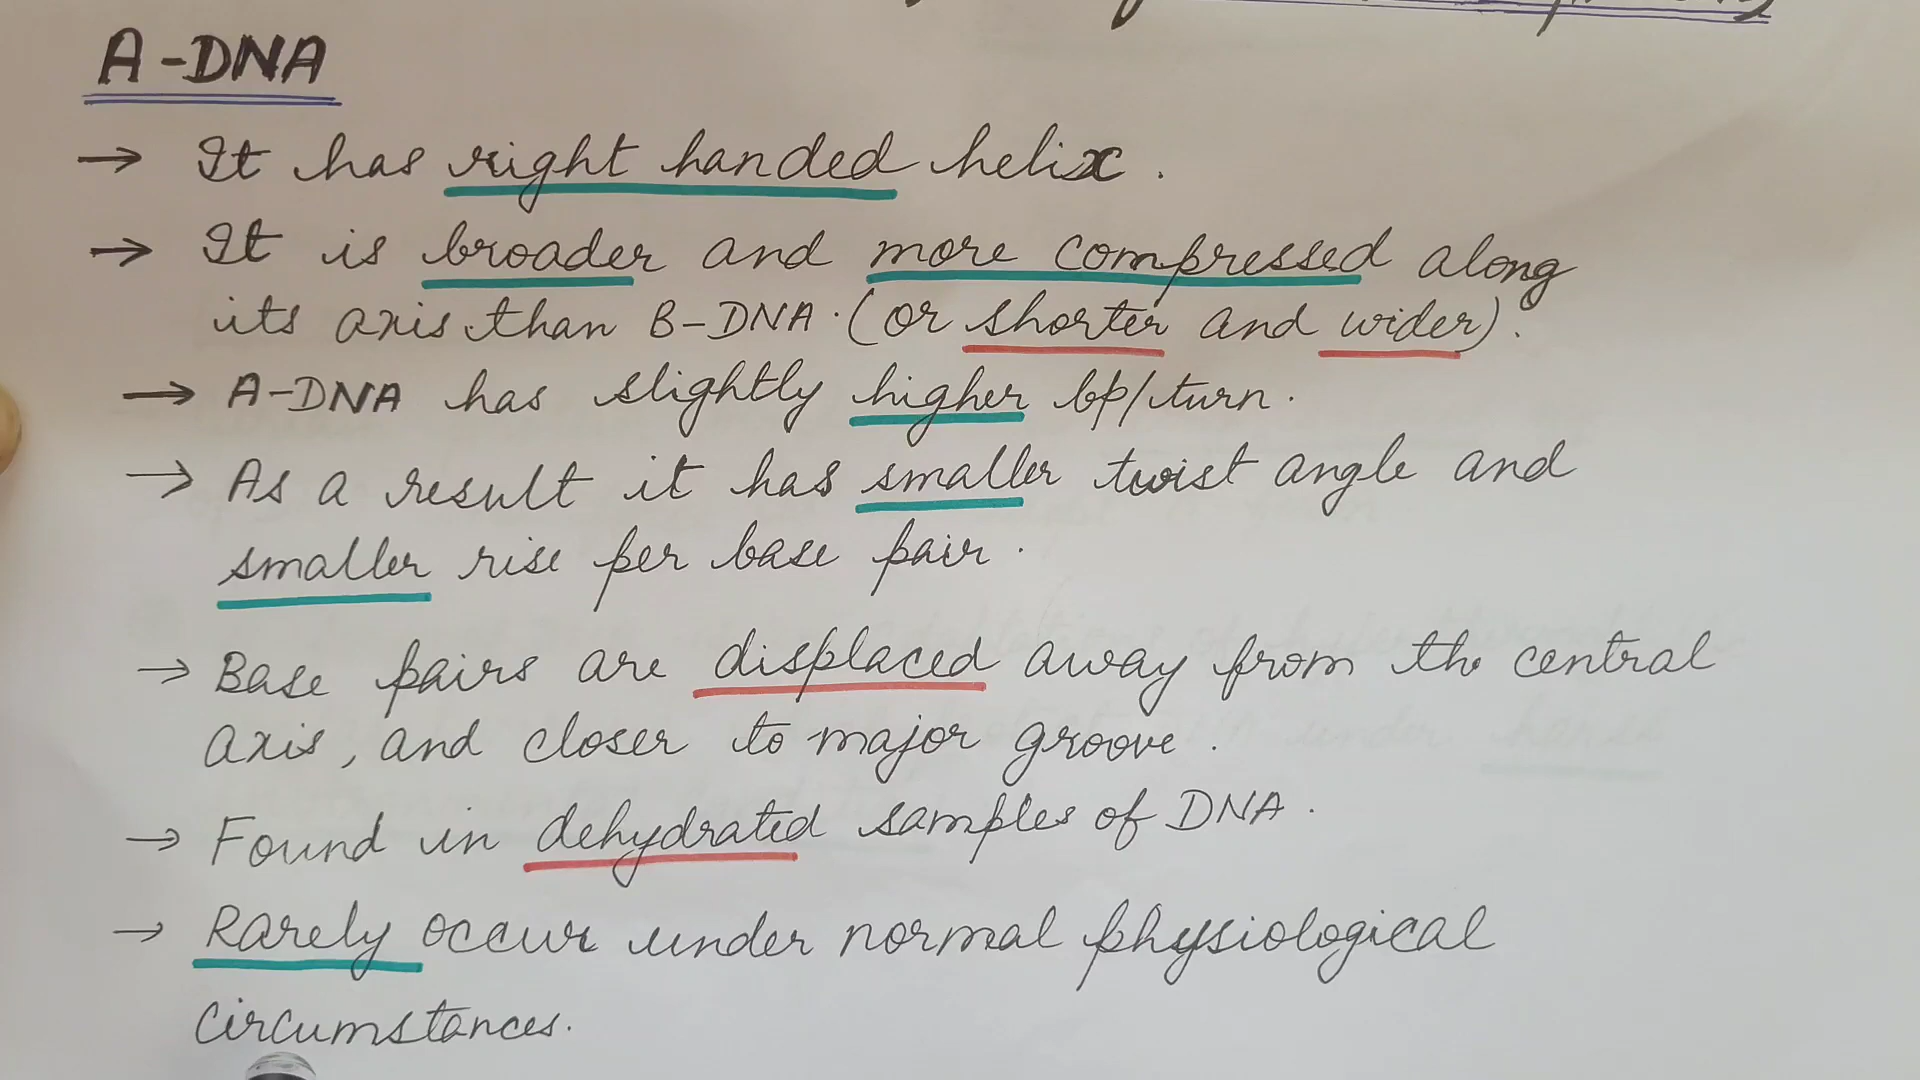 A-DNA
→ It has right handed helix.
→ It is broader and more compressed along
its axis than B-DNA. (or shorter and wider).
→ A-DNA has slightly higher bp/turn.
→ As a result it has smaller twist angle and
smaller rise per base pair.
→ Base pairs are displaced away from the central
axis, and closer to major groove.
→ Found in dehydrated samples of DNA.
→ Rarely occur under normal physiological
circumstances.